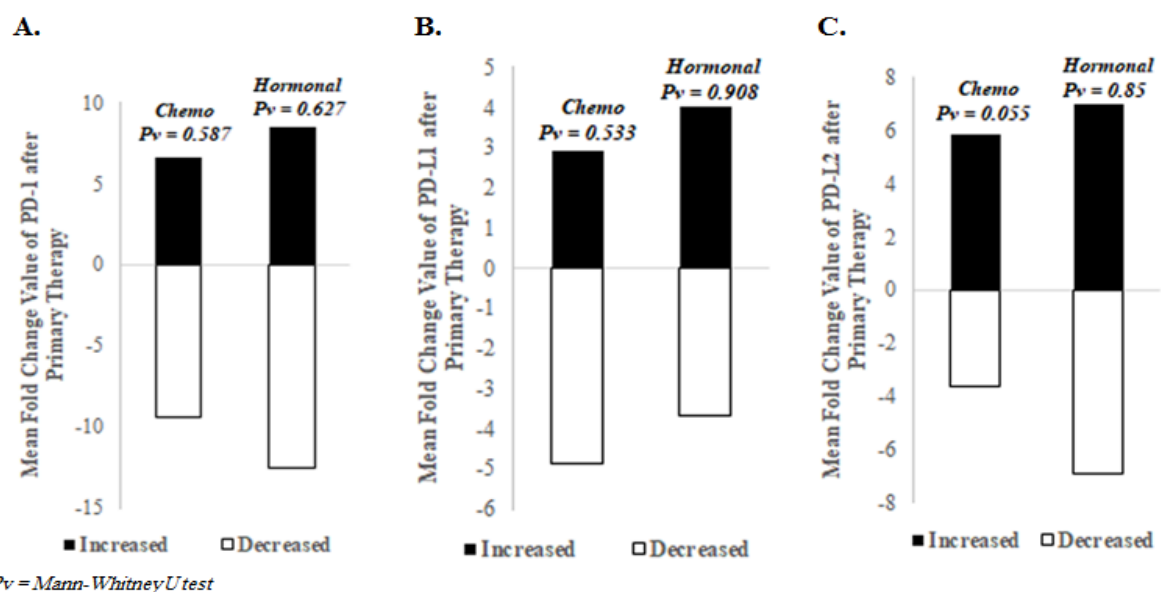 A.
Mean Fold Change Value of PD-1 after
Primary Therapy
10
5
0
-5
-10
-15
Chemo
Pv = 0.587
Hormonal
Pv = 0.627
Increased
Decreased
B.
Mean Fold Change Value of PD-L1 after
Primary Therapy
5
4
3
2
1
0
-1
-2
-3
-4
-5
-6
Chemo
Pv = 0.533
Hormonal
Pv = 0.908
Increased
Decreased
C.
Mean Fold Change Value of PD-L2 after
Primary Therapy
8
6
4
2
0
-2
-4
-6
-8
Chemo
Pv = 0.055
Hormonal
Pv = 0.85
Increased
Decreased
Pv = Mann-Whitney U test